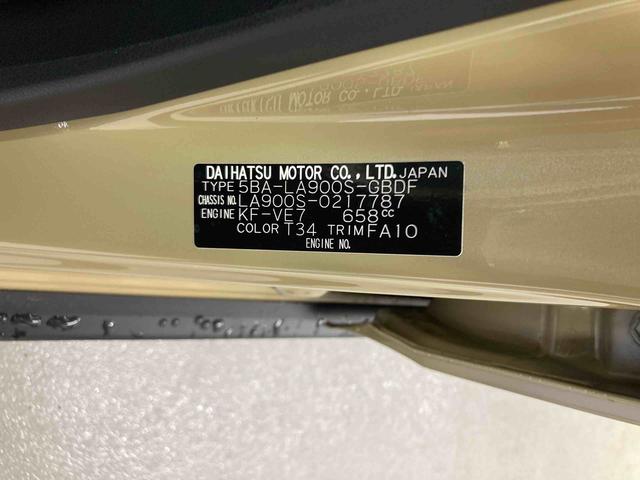 DAIHATSU MOTOR CO., LTD. JAPAN
TYPE 5BA-LA900S-GBDF
CHASSIS NO. LA900S-0217787
ENGINE KF-VE7 658cc
COLOR T34 TRIM FA10
ENGINE NO.